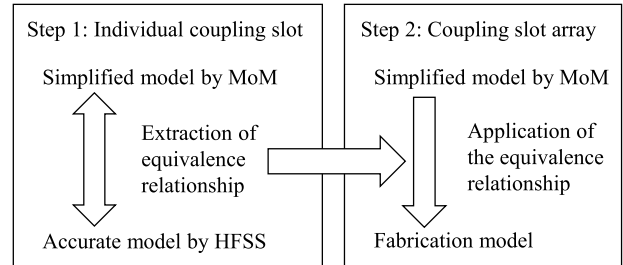 Step 1: Individual coupling slot
Simplified model by MoM
Extraction of
equivalence
relationship
Accurate model by HFSS
Step 2: Coupling slot array
Simplified model by MoM
Application of
the equivalence
relationship
Fabrication model